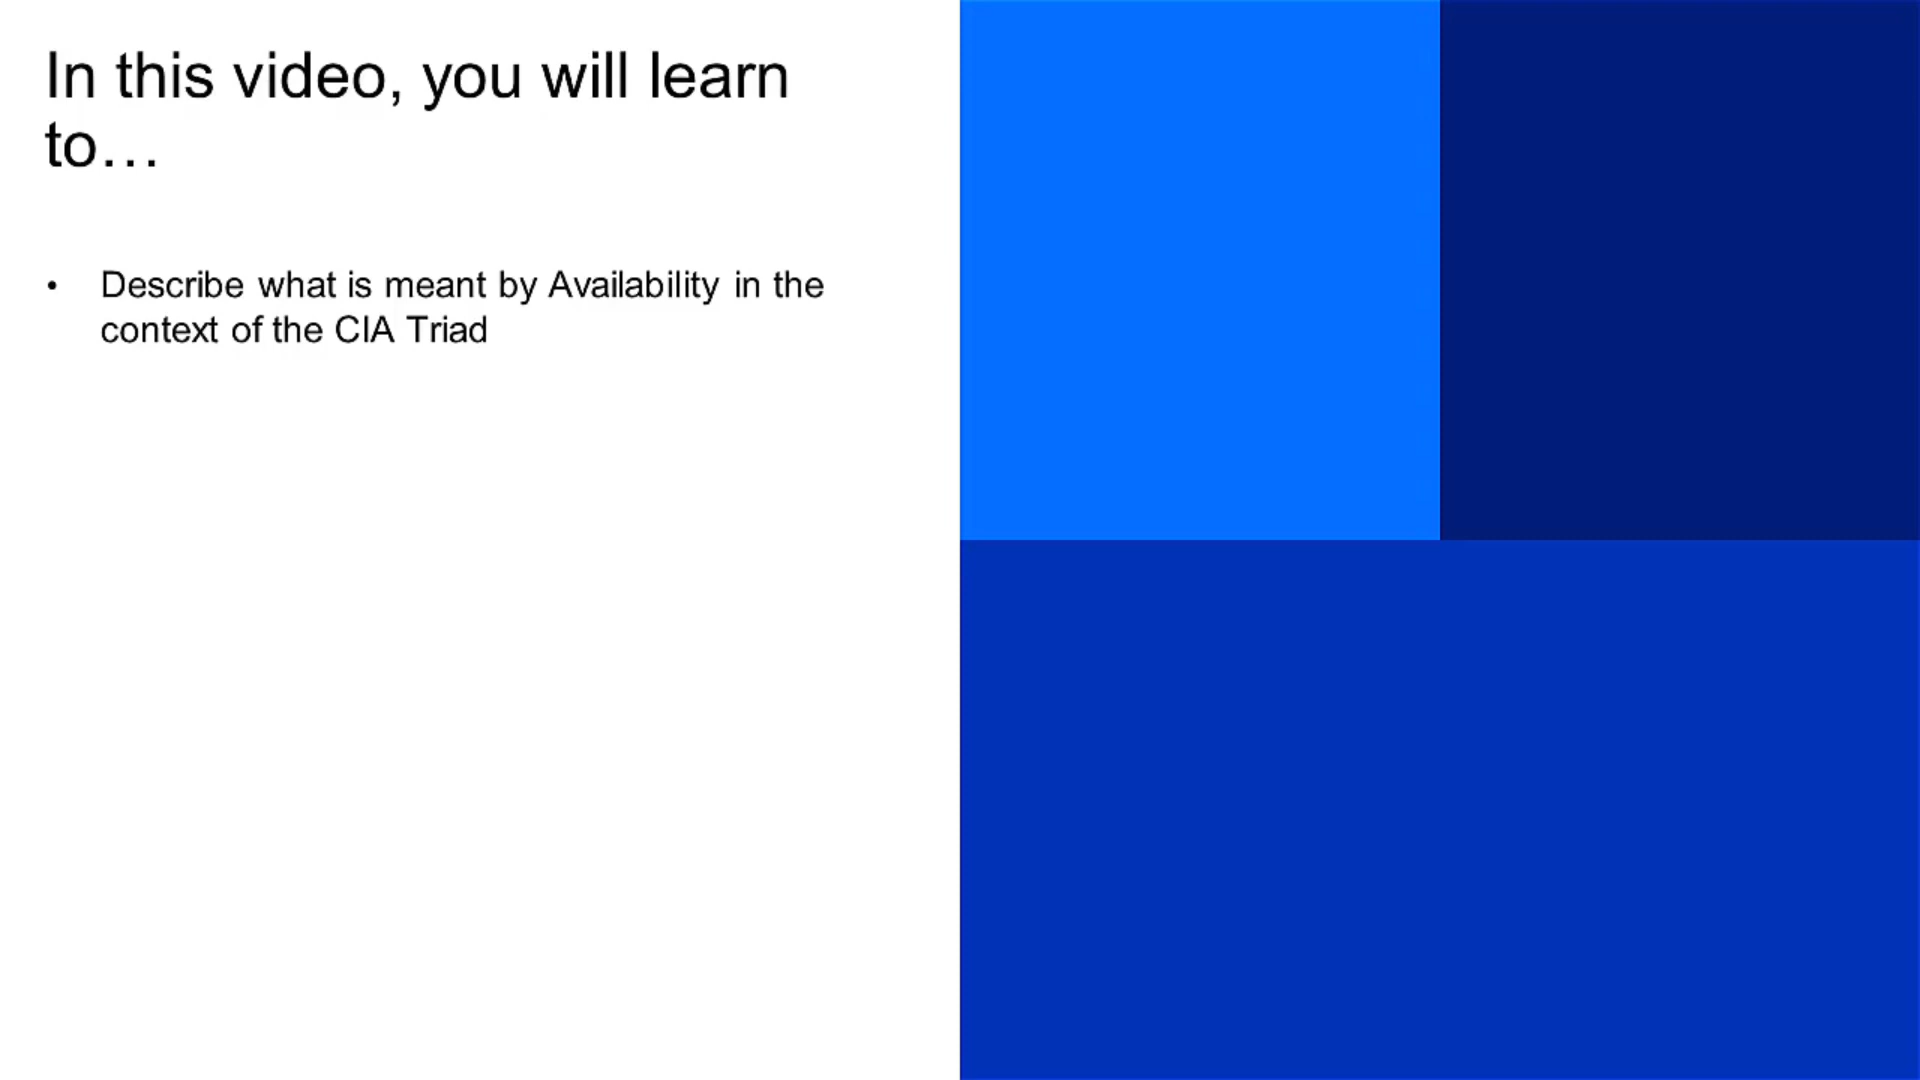 In this video, you will learn
to…
• Describe what is meant by Availability in the
context of the CIA Triad